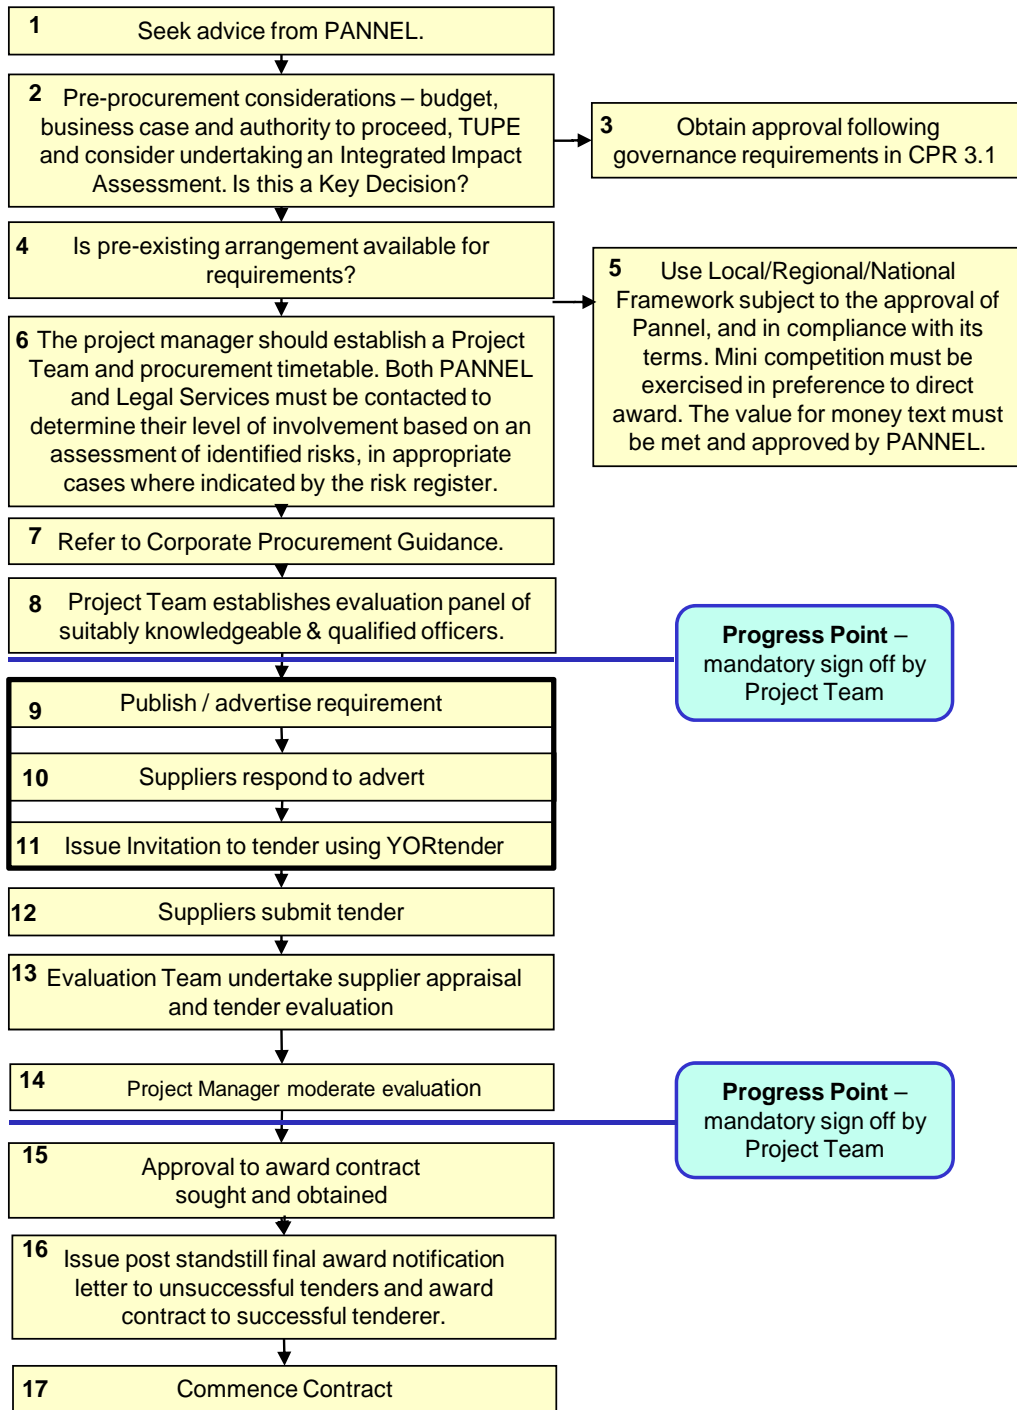 1 Seek advice from PANNEL.
2 Pre-procurement considerations – budget,
business case and authority to proceed, TUPE
and consider undertaking an Integrated Impact
Assessment. Is this a Key Decision?
3 Obtain approval following
governance requirements in CPR 3.1
4 Is pre-existing arrangement available for
requirements?
5 Use Local/Regional/National
Framework subject to the approval of
Pannel, and in compliance with its
terms. Mini competition must be
exercised in preference to direct
award. The value for money text must
be met and approved by PANNEL.
6 The project manager should establish a Project
Team and procurement timetable. Both PANNEL
and Legal Services must be contacted to
determine their level of involvement based on an
assessment of identified risks, in appropriate
cases where indicated by the risk register.
7 Refer to Corporate Procurement Guidance.
8 Project Team establishes evaluation panel of
suitably knowledgeable & qualified officers.
Progress Point –
mandatory sign off by
Project Team
9 Publish / advertise requirement
10 Suppliers respond to advert
11 Issue Invitation to tender using YORtender
12 Suppliers submit tender
13 Evaluation Team undertake supplier appraisal
and tender evaluation
14 Project Manager moderate evaluation
Progress Point –
mandatory sign off by
Project Team
15 Approval to award contract
sought and obtained
16 Issue post standstill final award notification
letter to unsuccessful tenders and award
contract to successful tenderer.
17 Commence Contract